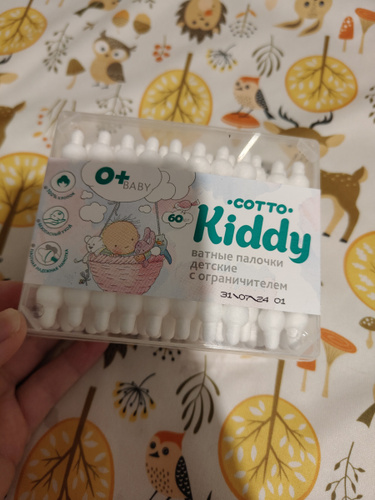 0+
BABY
60
•COTTO•
Kiddy
ватные палочки
детские
с ограничителем
31\07\24 01